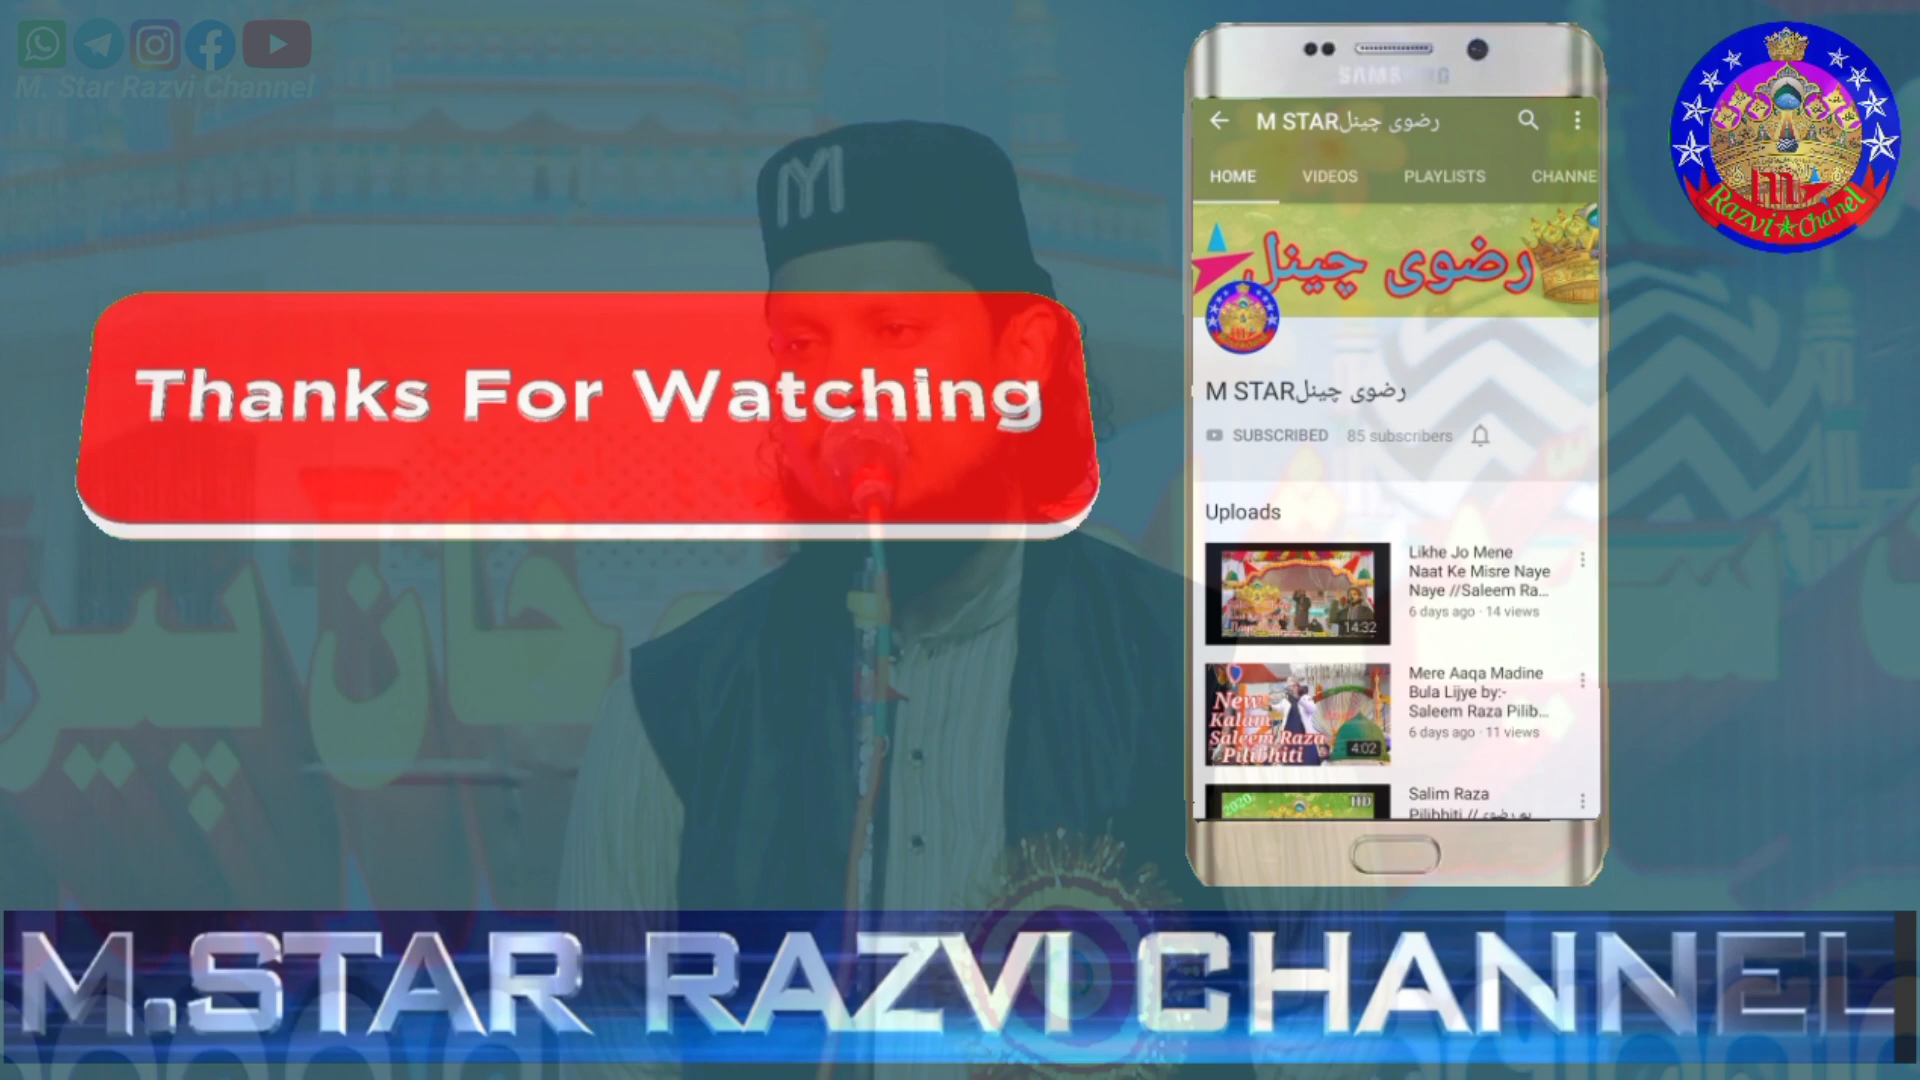 M. Star Razvi Channel
Thanks For Watching
SAMSUNG
M STARرضوی چینل
HOME VIDEOS PLAYLISTS CHANNE
رضوی چینل
M STARرضوی چینل
SUBSCRIBED 85 subscribers
Uploads
Likhe Jo Mene
Naat Ke Misre Naye
Naye //Saleem Ra...
6 days ago · 14 views
14:32
Mere Aaqa Madine
Bula Lijye by:-
Saleem Raza Pilib...
6 days ago · 11 views
New
Kalam
Saleem Raza
Pilibhiti
4:02
Salim Raza
Pilibhiti //
2020
HD
m
Razvi Chanel
M
خان پیر
M.STAR RAZVI CHANNEL